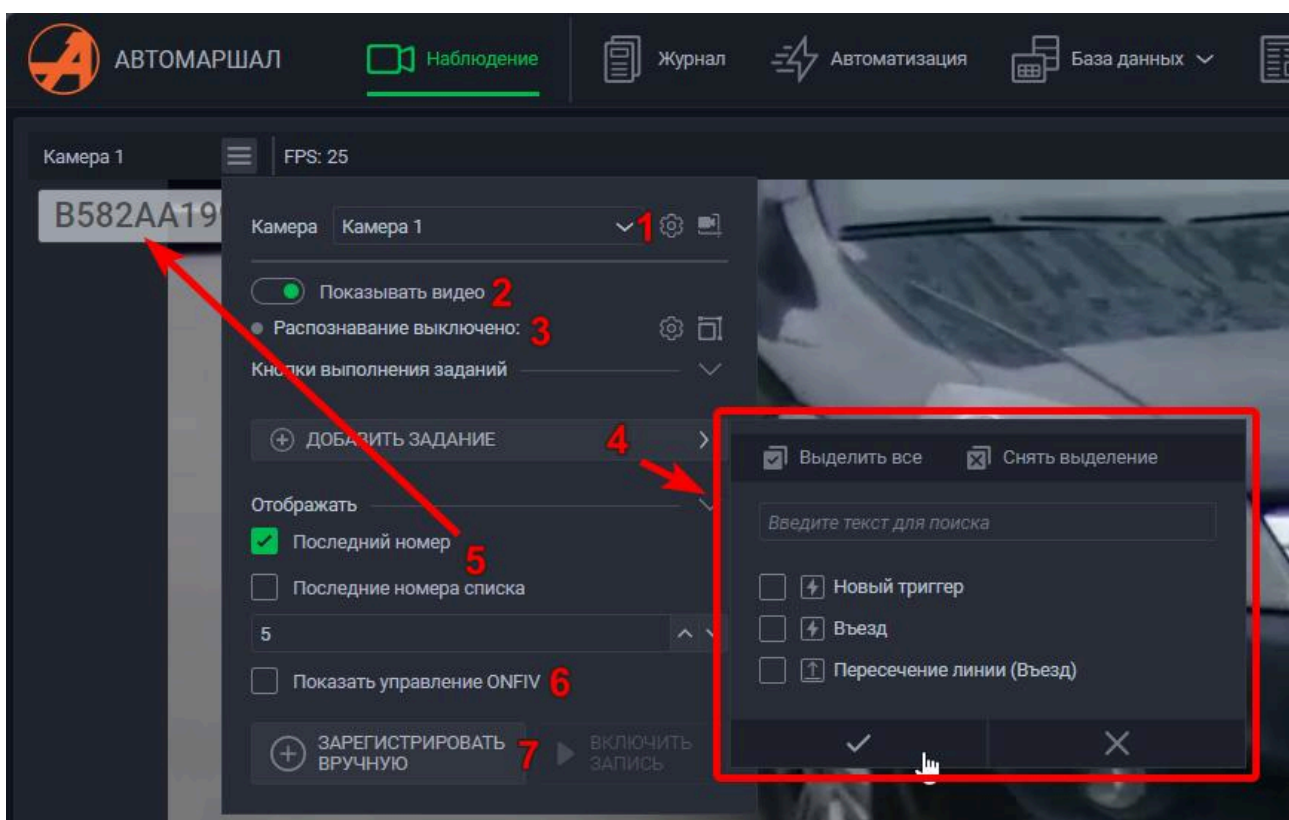 АВТОМАРШАЛ
Наблюдение
Журнал
Автоматизация
База данных
Камера 1
FPS: 25
B582AA19
Камера
Камера 1
1
Показывать видео 2
Распознавание выключено: 3
Кнопки выполнения заданий
ДОБАВИТЬ ЗАДАНИЕ
4
Отображать
Последний номер
5
Последние номера списка
5
Показать управление ONFIV 6
ЗАРЕГИСТРИРОВАТЬ
ВРУЧНУЮ
7
ВКЛЮЧИТЬ
ЗАПИСЬ
Выделить все
Снять выделение
Введите текст для поиска
Новый триггер
Въезд
Пересечение линии (Въезд)